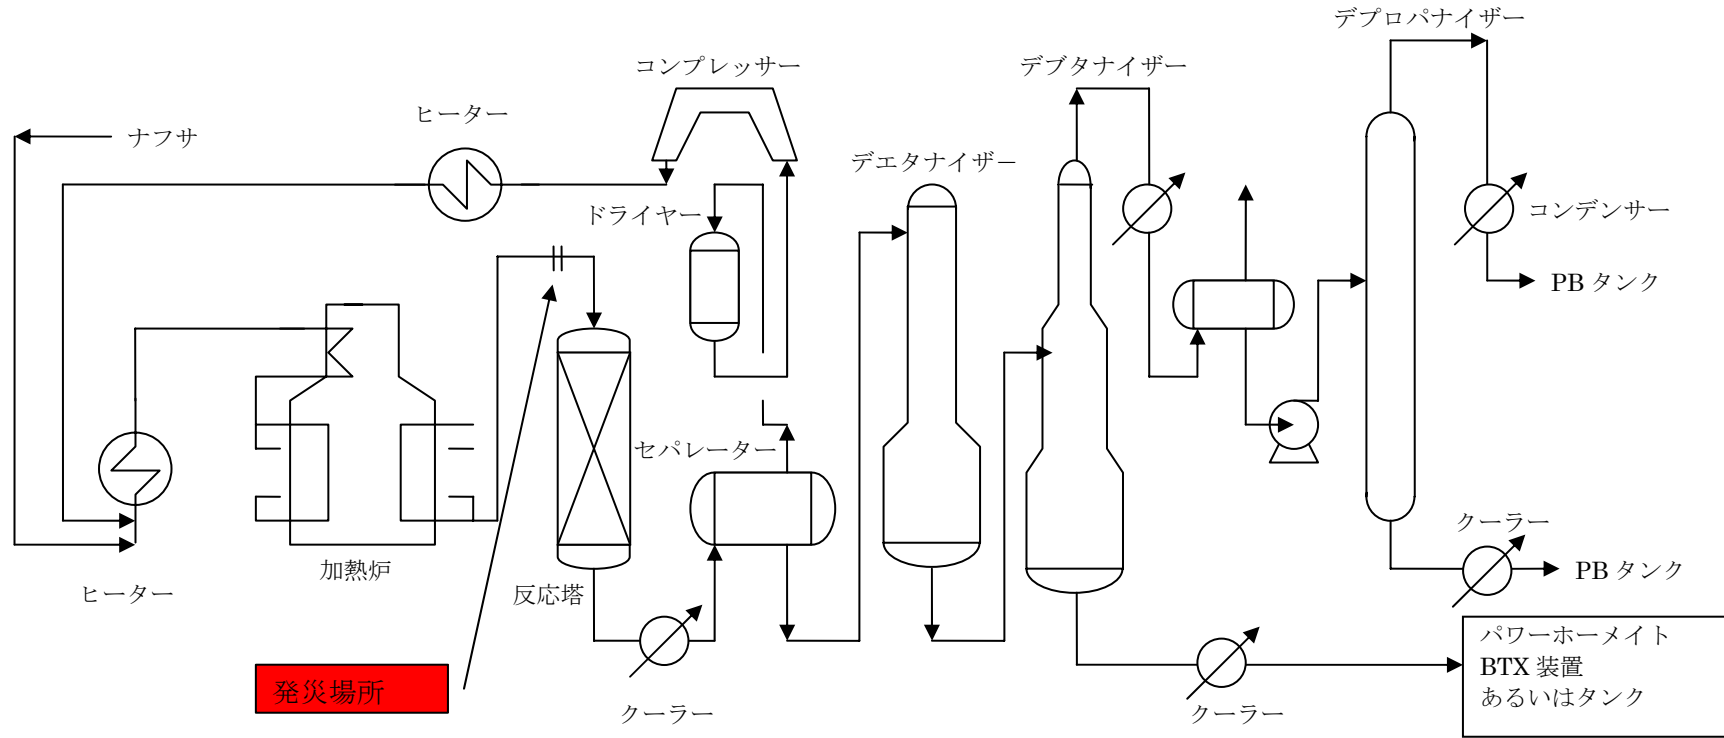 デプロパナイザー
コンプレッサー
デブタナイザー
ヒーター
ナフサ
デエタナイザ－
ドライヤー
コンデンサー
PB タンク
セパレーター
クーラー
加熱炉
PB タンク
ヒーター
反応塔
パワーホーメイト
BTX 装置
あるいはタンク
発災場所
クーラー
クーラー